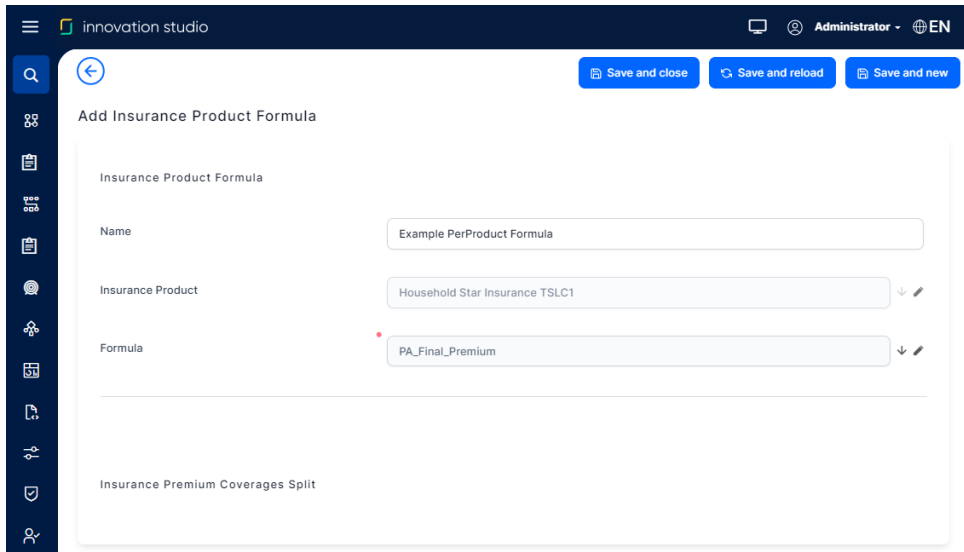 innovation studio
Administrator
EN
Save and close
Save and reload
Save and new
Add Insurance Product Formula
Insurance Product Formula
Name
Example PerProduct Formula
Insurance Product
Household Star Insurance TSLC1
Formula
PA_Final_Premium
Insurance Premium Coverages Split